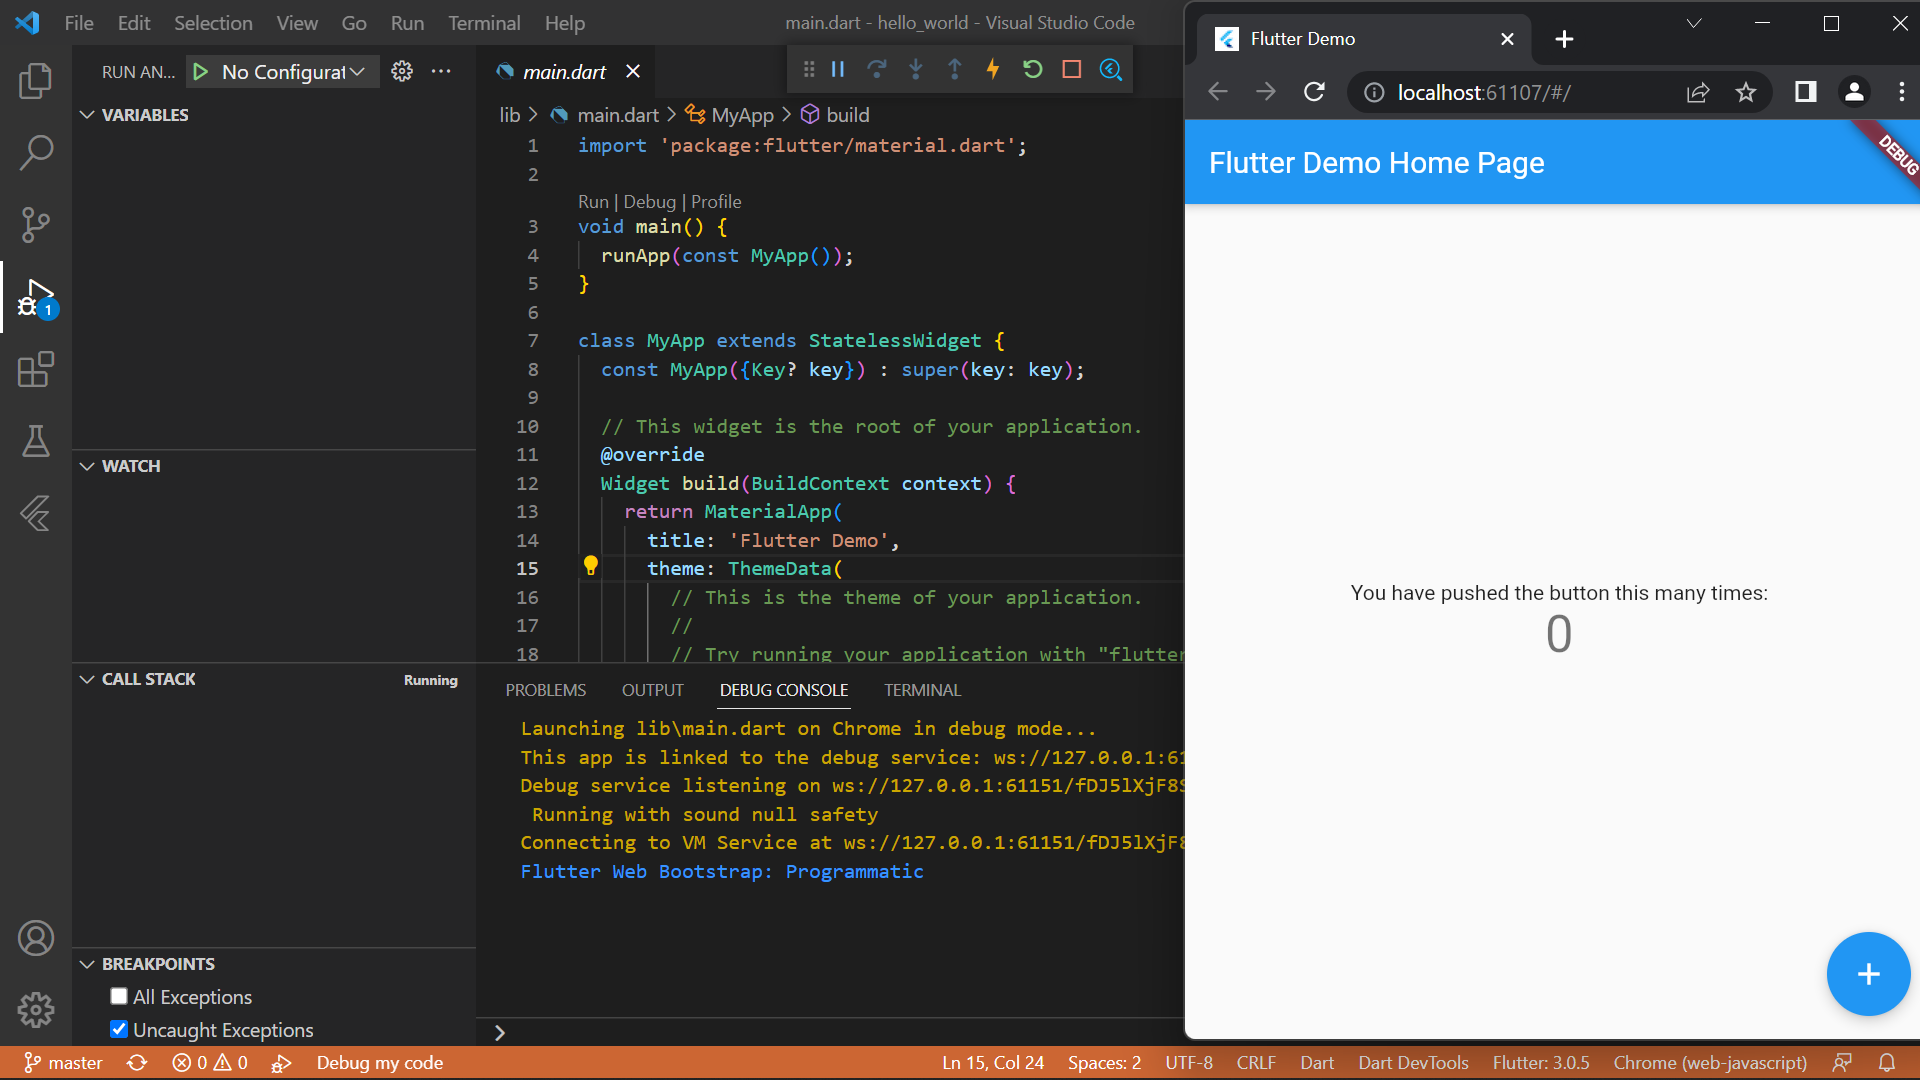 File Edit Selection View Go Run Terminal Help
main.dart - hello_world - Visual Studio Code
RUN AN...
No Configurat
VARIABLES
WATCH
CALL STACK
Running
BREAKPOINTS
All Exceptions
Uncaught Exceptions
1
main.dart
lib > main.dart > MyApp > build
1 import 'package:flutter/material.dart';
2
Run | Debug | Profile
3 void main() {
4 runApp(const MyApp());
5 }
6
7 class MyApp extends StatelessWidget {
8 const MyApp({Key? key}) : super(key: key);
9
10 // This widget is the root of your application.
11 @override
12 Widget build(BuildContext context) {
13 return MaterialApp(
14 title: 'Flutter Demo',
15 theme: ThemeData(
16 // This is the theme of your application.
17 //
18 // Try running your application with "flutter
PROBLEMS OUTPUT DEBUG CONSOLE TERMINAL
Launching lib\main.dart on Chrome in debug mode...
This app is linked to the debug service: ws://127.0.0.1:61
Debug service listening on ws://127.0.0.1:61151/fDJ5lXjF8S
Running with sound null safety
Connecting to VM Service at ws://127.0.0.1:61151/fDJ5lXjF8
Flutter Web Bootstrap: Programmatic
>
Flutter Demo
localhost:61107/#/
Flutter Demo Home Page
DEBUG
You have pushed the button this many times:
0
+
master
0 0
Debug my code
Ln 15, Col 24 Spaces: 2 UTF-8 CRLF Dart Dart DevTools Flutter: 3.0.5 Chrome (web-javascript)